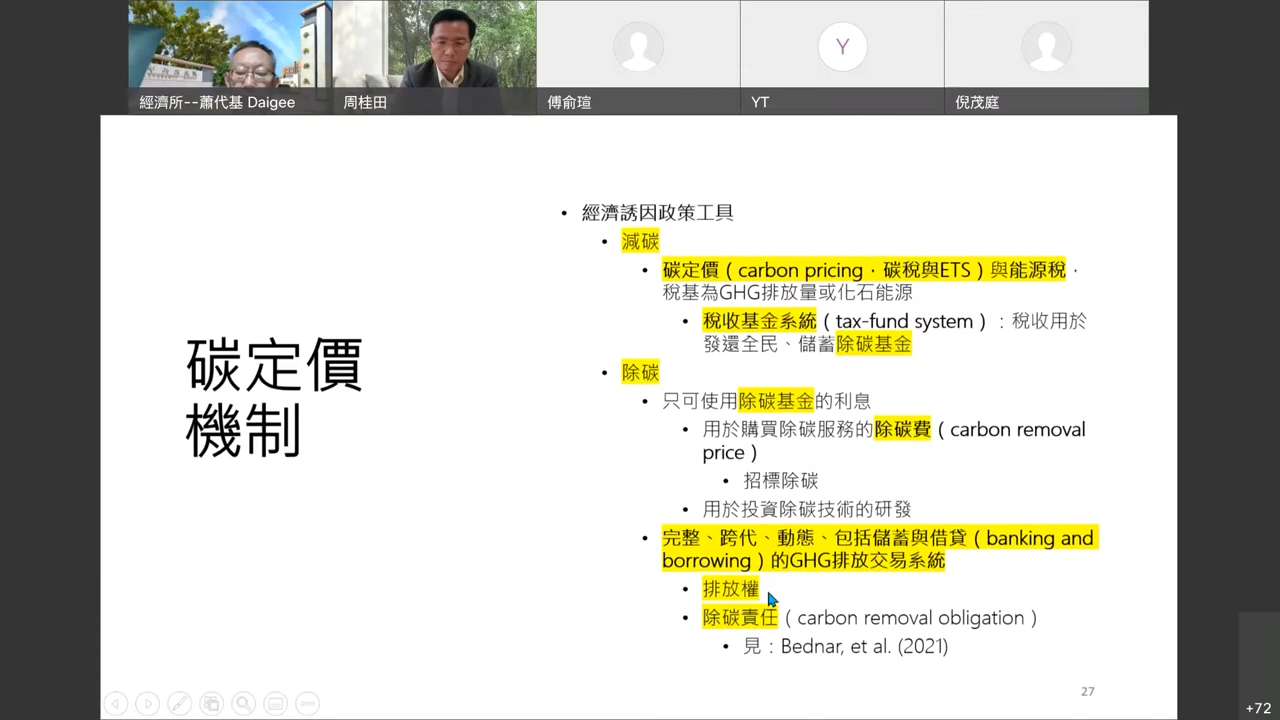 經濟所--蕭代基 Daigee
周桂田
傅俞瑄
Y
YT
倪茂庭
碳定價
機制
• 經濟誘因政策工具
• 減碳
• 碳定價（carbon pricing，碳稅與ETS）與能源稅，
稅基為GHG排放量或化石能源
• 稅收基金系統（tax-fund system）：稅收用於
發還全民、儲蓄除碳基金
• 除碳
• 只可使用除碳基金的利息
• 用於購買除碳服務的除碳費（carbon removal
price）
• 招標除碳
• 用於投資除碳技術的研發
• 完整、跨代、動態、包括儲蓄與借貸（banking and
borrowing）的GHG排放交易系統
• 排放權
• 除碳責任（carbon removal obligation）
• 見：Bednar, et al. (2021)
27
+72